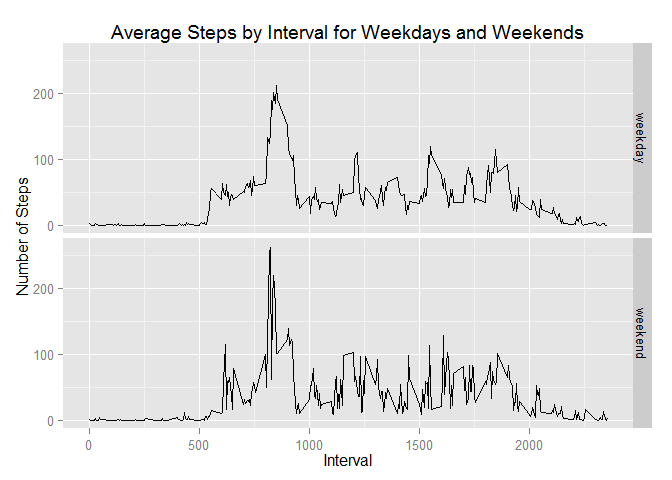 Average Steps by Interval for Weekdays and Weekends
Number of Steps
200
100
0
weekday
200
100
0
weekend
0 500 1000 1500 2000
Interval